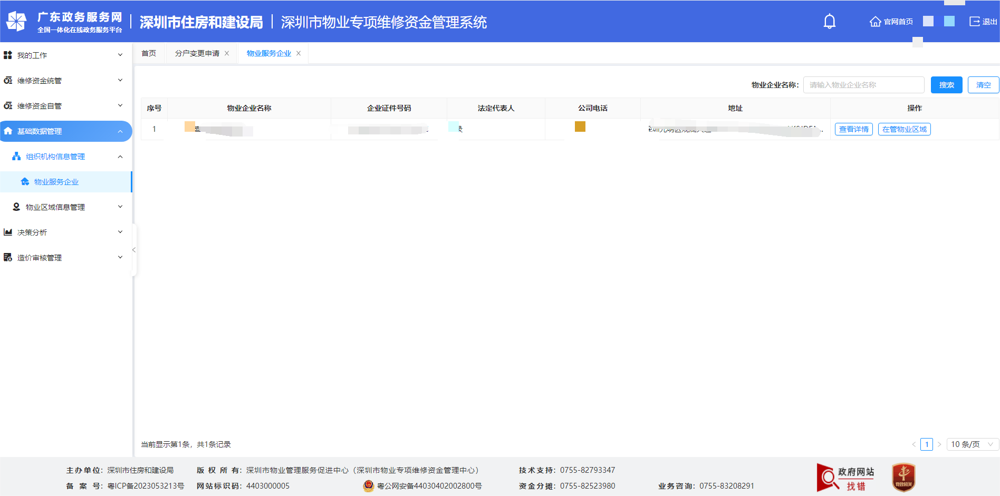 广东政务服务网
全国一体化在线政务服务平台
深圳市住房和建设局
深圳市物业专项维修资金管理系统
官网首页
退出
我的工作
维修资金统管
维修资金自管
基础数据管理
组织机构信息管理
物业服务企业
物业区域信息管理
决策分析
造价审核管理
首页 分户变更申请 物业服务企业
物业企业名称： 请输入物业企业名称 搜索 清空
序号 物业企业名称 企业证件号码 法定代表人 公司电话 地址 操作
1 查看详情 在管物业区域
当前显示第1条，共1条记录
1 10 条/页
主办单位：深圳市住房和建设局 版权所有：深圳市物业管理服务促进中心（深圳市物业专项维修资金管理中心） 技术支持：0755-82793347
备案号：粤ICP备2023053213号 网站标识码：4403000005 粤公网安备44030402002800号 资金分摊：0755-82523980 业务咨询：0755-83208291
政府网站
找错
党政机关